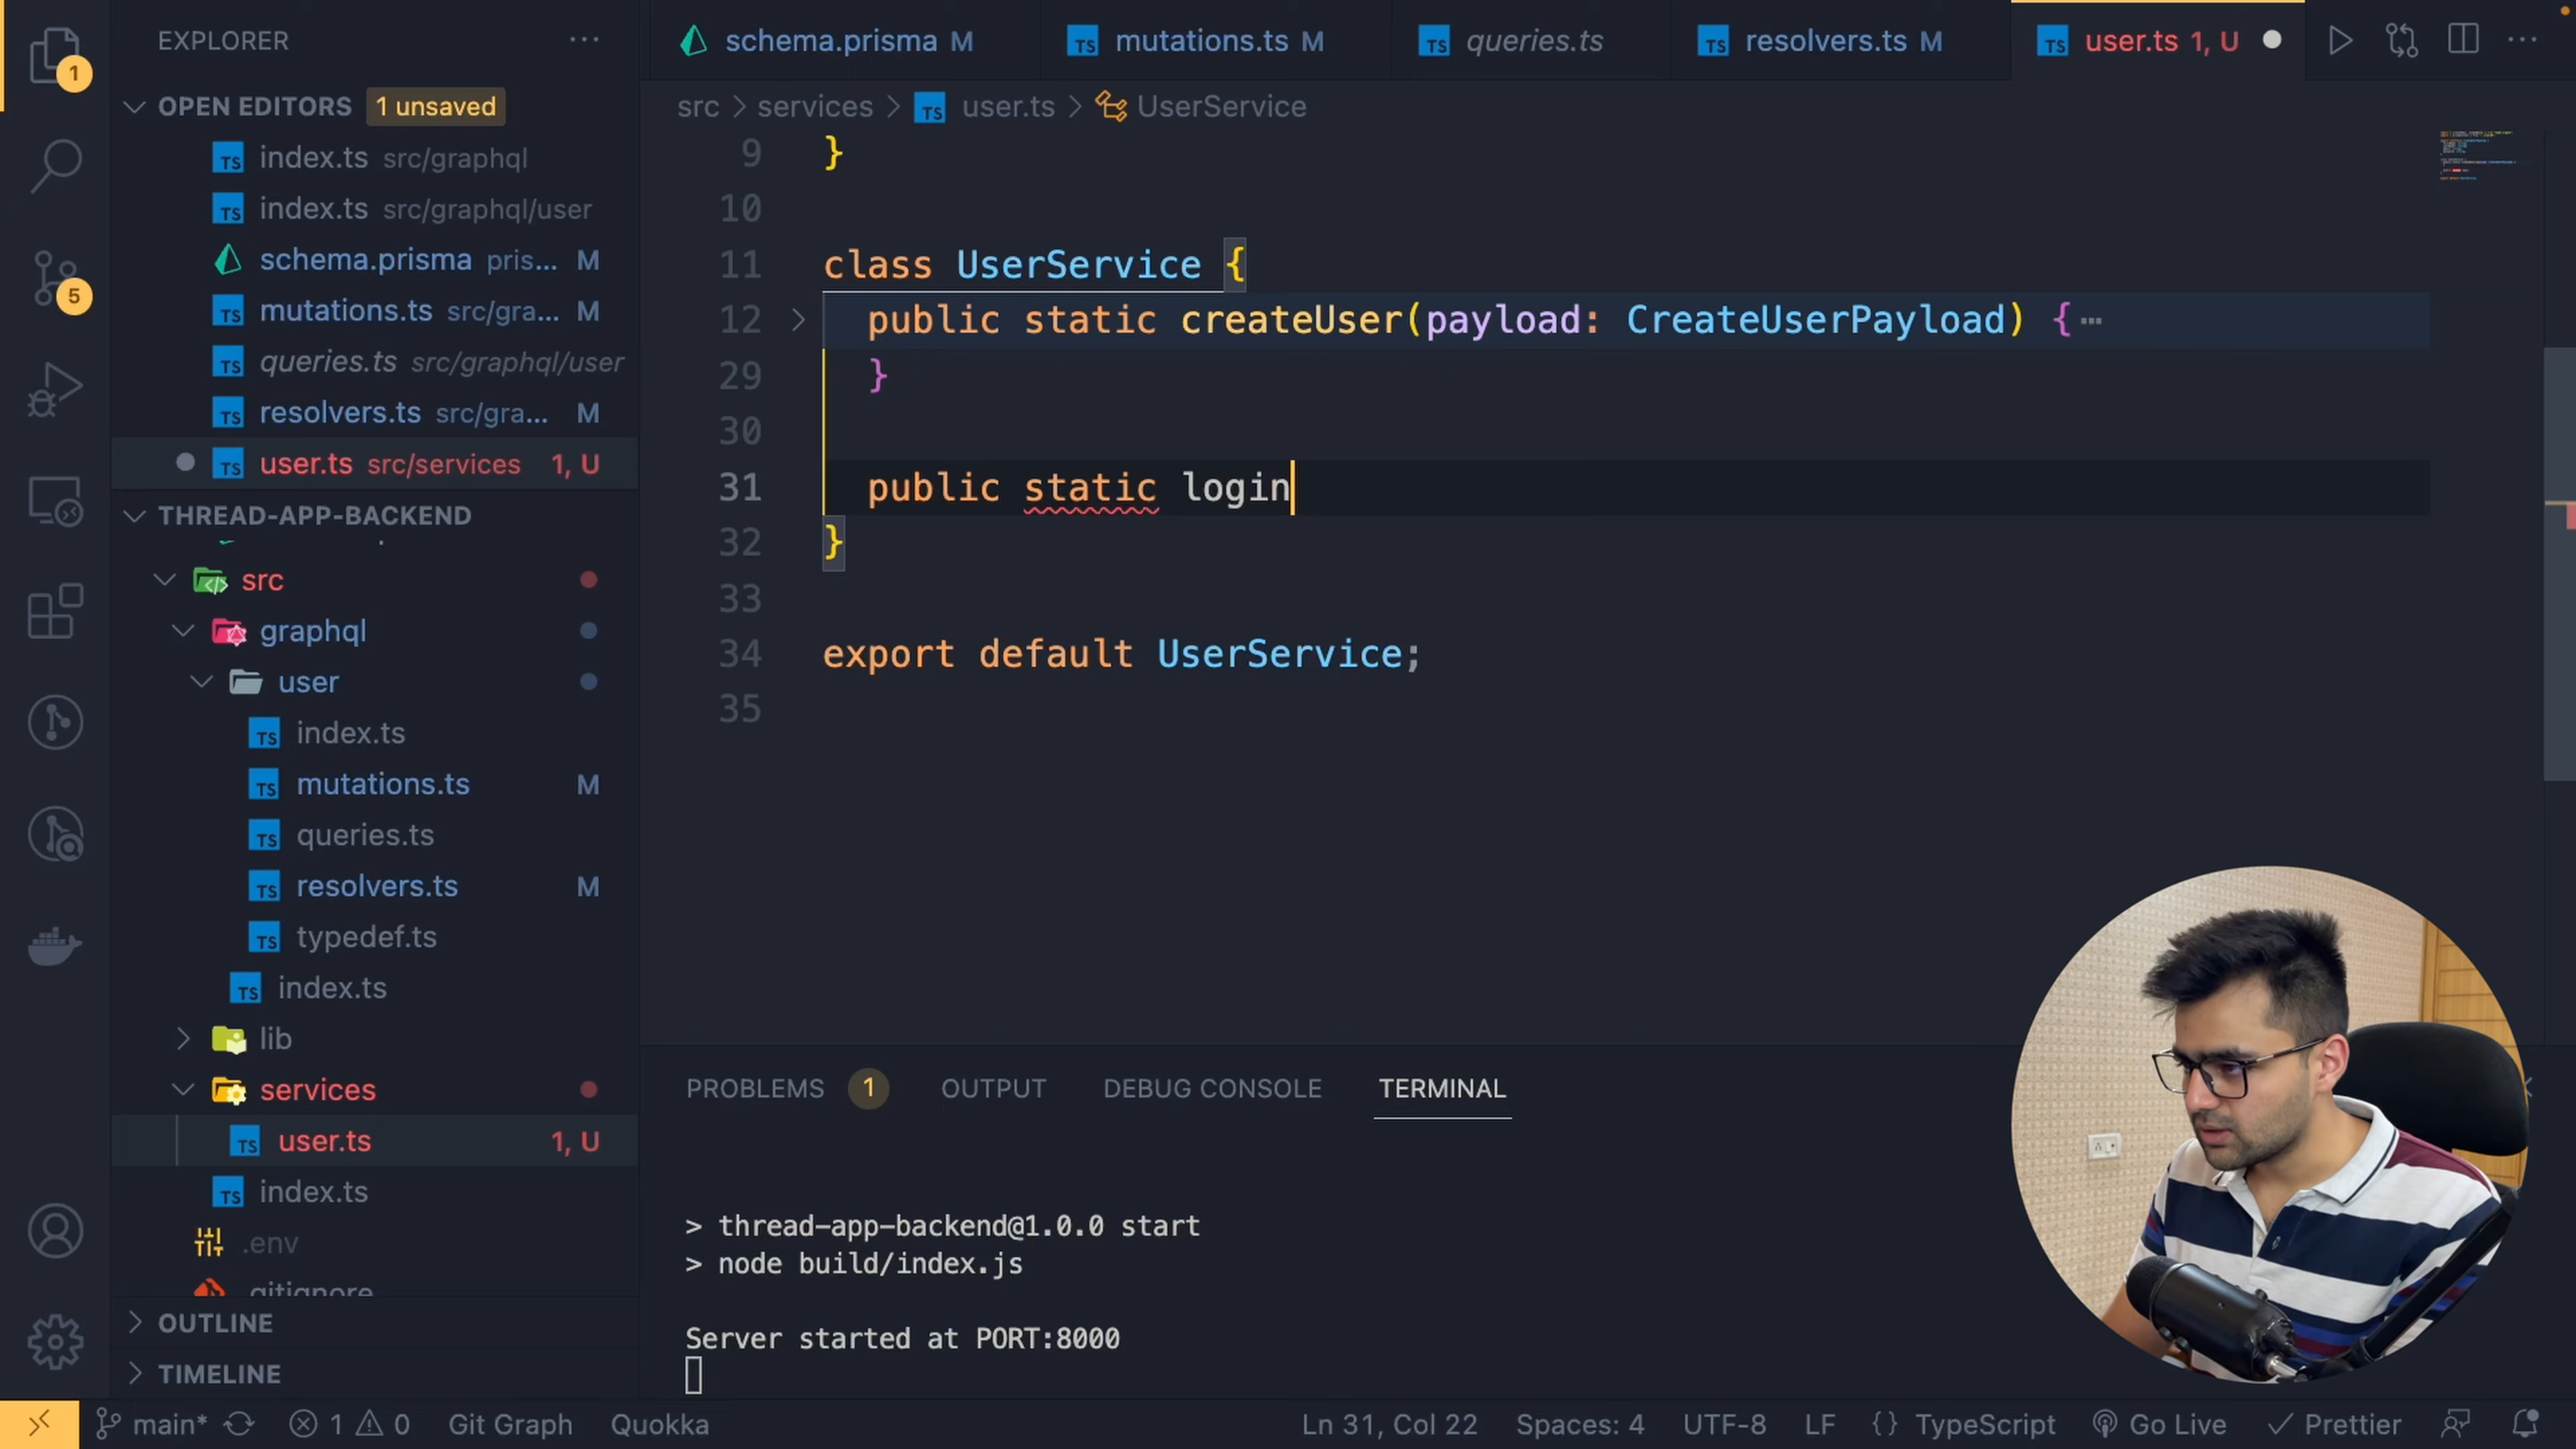 EXPLORER
schema.prisma M
mutations.ts M
queries.ts
resolvers.ts M
user.ts 1, U
OPEN EDITORS 1 unsaved
index.ts src/graphql
index.ts src/graphql/user
schema.prisma pris... M
mutations.ts src/gra... M
queries.ts src/graphql/user
resolvers.ts src/gra... M
user.ts src/services 1, U
THREAD-APP-BACKEND
src
graphql
user
index.ts
mutations.ts M
queries.ts
resolvers.ts M
typedef.ts
index.ts
lib
services
user.ts 1, U
index.ts
.env
.gitignore
OUTLINE
TIMELINE
1
5
src > services > user.ts > UserService
9 }
10
11 class UserService {
12 public static createUser(payload: CreateUserPayload) {…
29 }
30
31 public static login
32 }
33
34 export default UserService;
35
PROBLEMS 1 OUTPUT DEBUG CONSOLE TERMINAL
> thread-app-backend@1.0.0 start
> node build/index.js
Server started at PORT:8000
main* 1 0 Git Graph Quokka Ln 31, Col 22 Spaces: 4 UTF-8 LF {} TypeScript Go Live Prettier